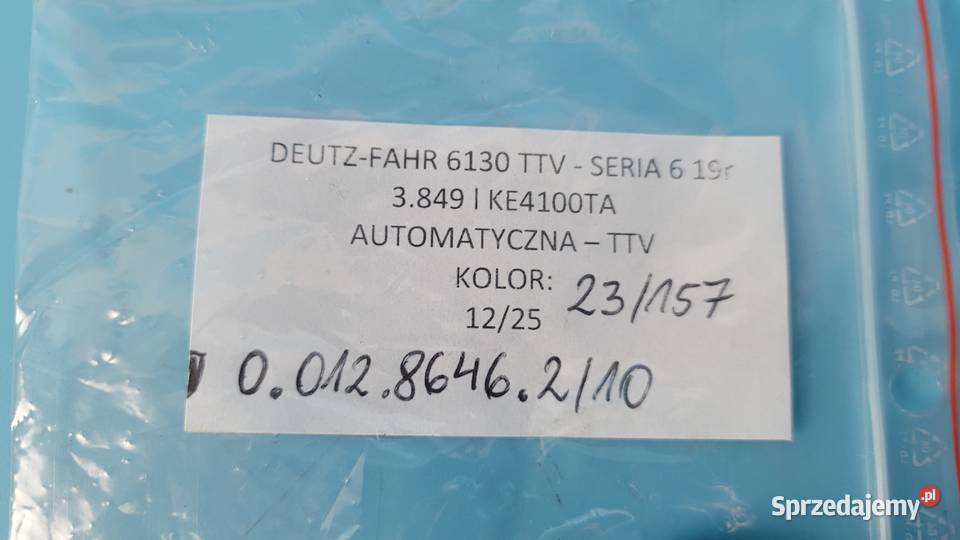 DEUTZ-FAHR 6130 TTV - SERIA 6 19r
3.849 l KE4100TA
AUTOMATYCZNA – TTV
KOLOR:
23/157
12/25
0.012.8646.2/10
Sprzedajemy.pl